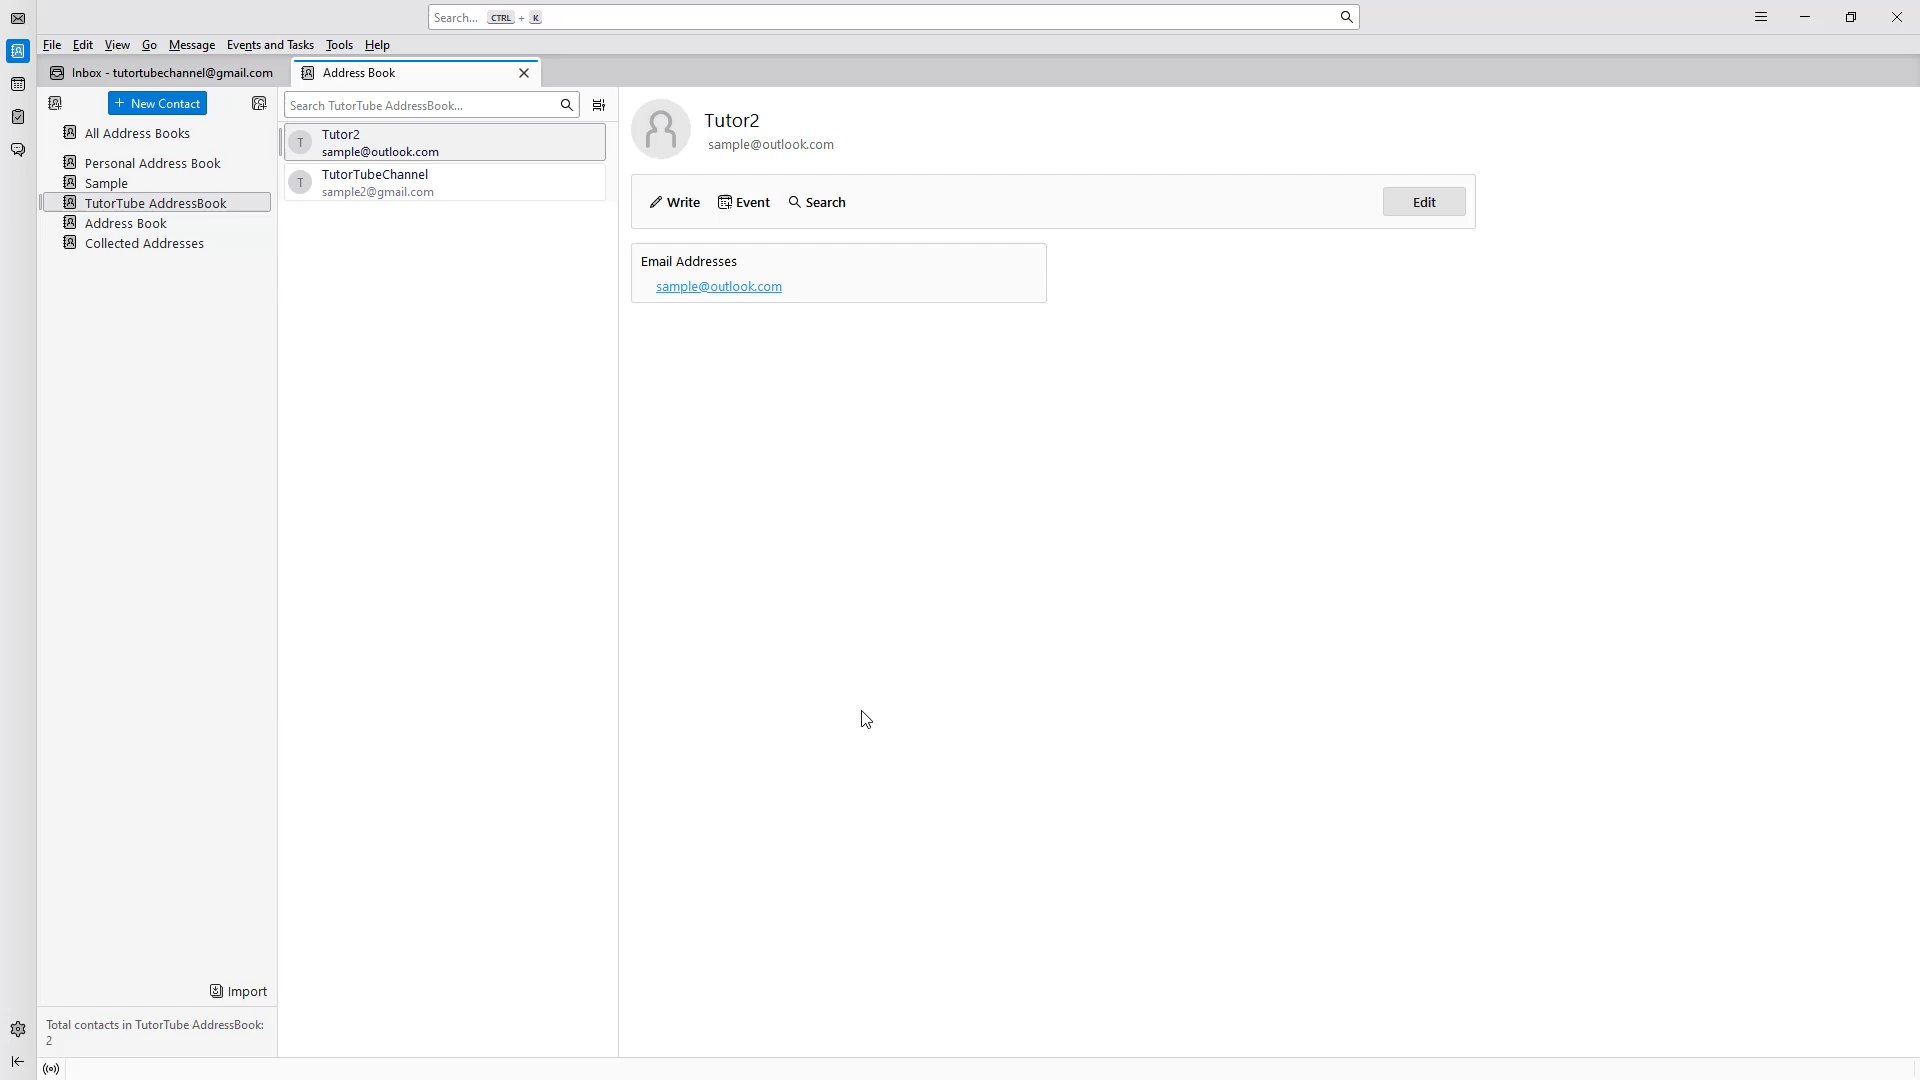 Search... CTRL + K
File Edit View Go Message Events and Tasks Tools Help
Inbox - tutortubechannel@gmail.com
Address Book
+ New Contact
All Address Books
Personal Address Book
Sample
TutorTube AddressBook
Address Book
Collected Addresses
Import
Total contacts in TutorTube AddressBook:
2
Search TutorTube AddressBook...
T
Tutor2
sample@outlook.com
T
TutorTubeChannel
sample2@gmail.com
Tutor2
sample@outlook.com
Write Event Search Edit
Email Addresses
sample@outlook.com